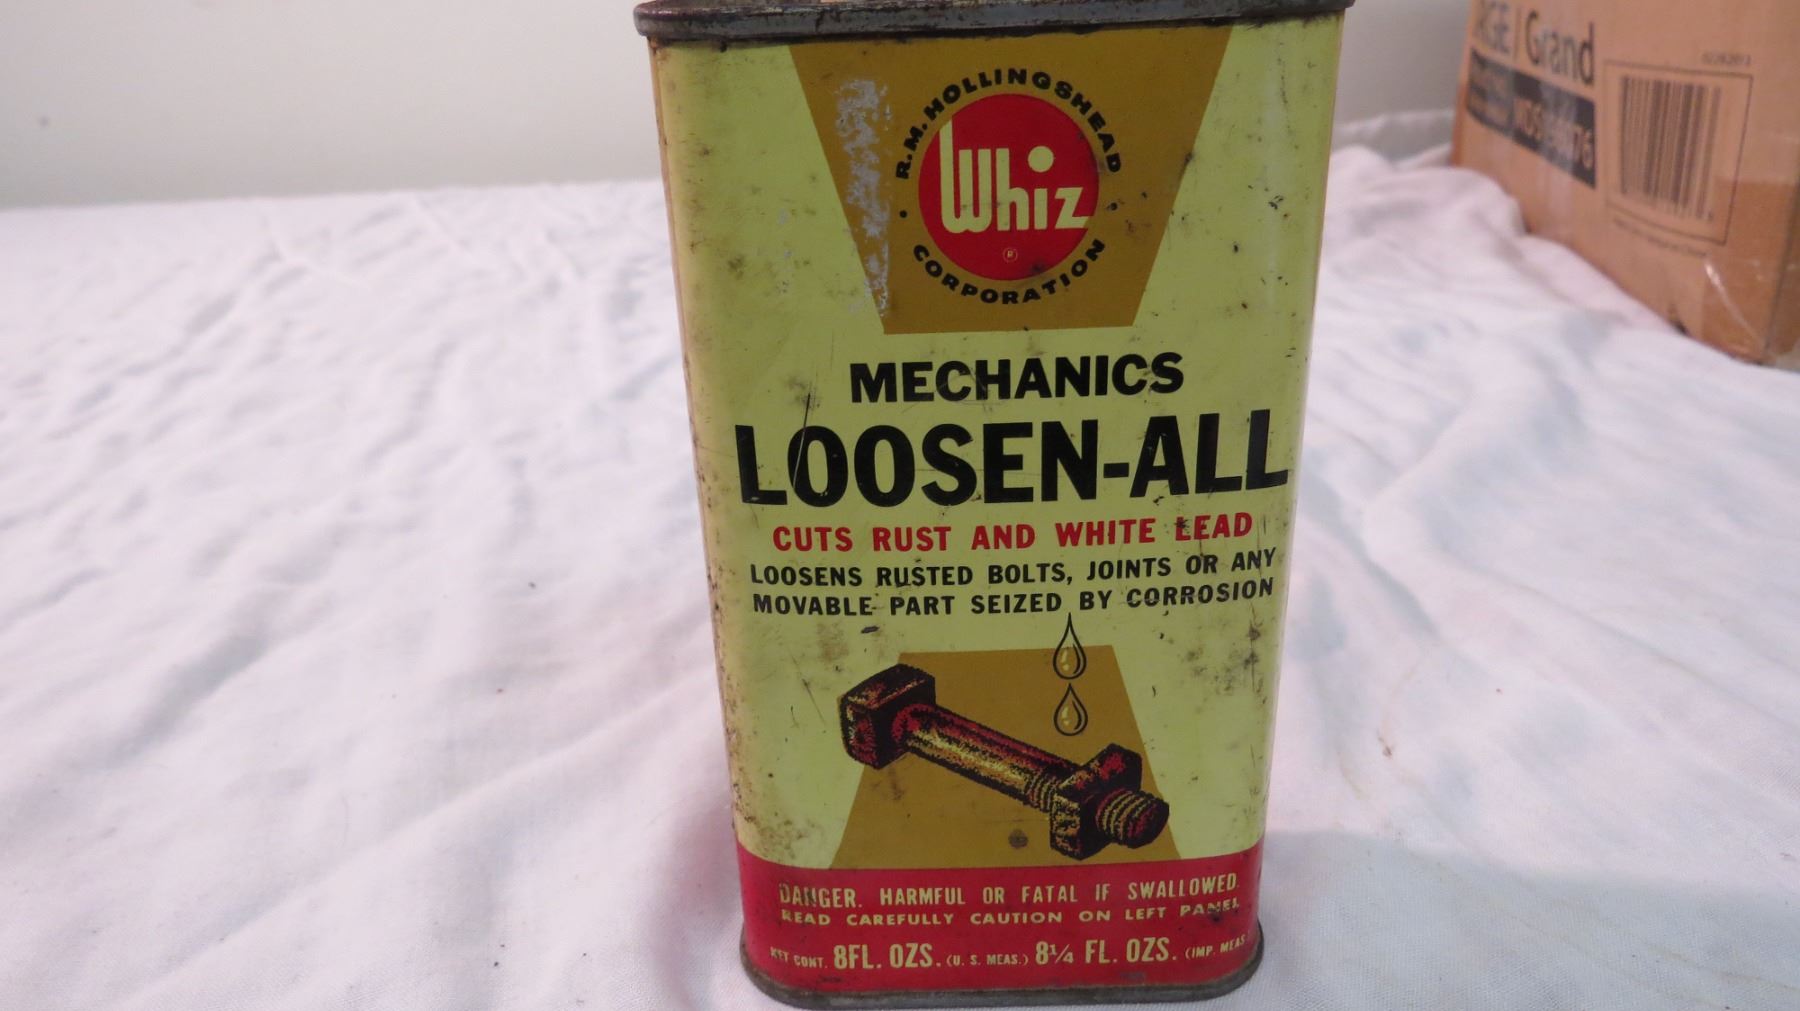 R.M. HOLLINGSHEAD
Whiz
®
CORPORATION
MECHANICS
LOOSEN-ALL
CUTS RUST AND WHITE LEAD
LOOSENS RUSTED BOLTS, JOINTS OR ANY
MOVABLE PART SEIZED BY CORROSION
DANGER. HARMFUL OR FATAL IF SWALLOWED.
READ CAREFULLY CAUTION ON LEFT PANEL
NET CONT. 8FL. OZS. (U. S. MEAS.) 8¼ FL. OZS. (IMP. MEAS
/ Grand